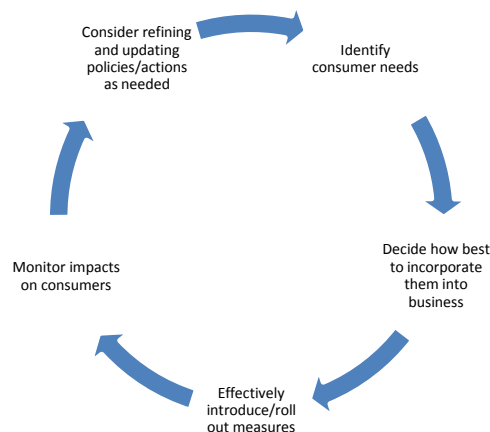 Consider refining
and updating
policies/actions
as needed
Identify
consumer needs
Decide how best
to incorporate
them into
business
Effectively
introduce/roll
out measures
Monitor impacts
on consumers